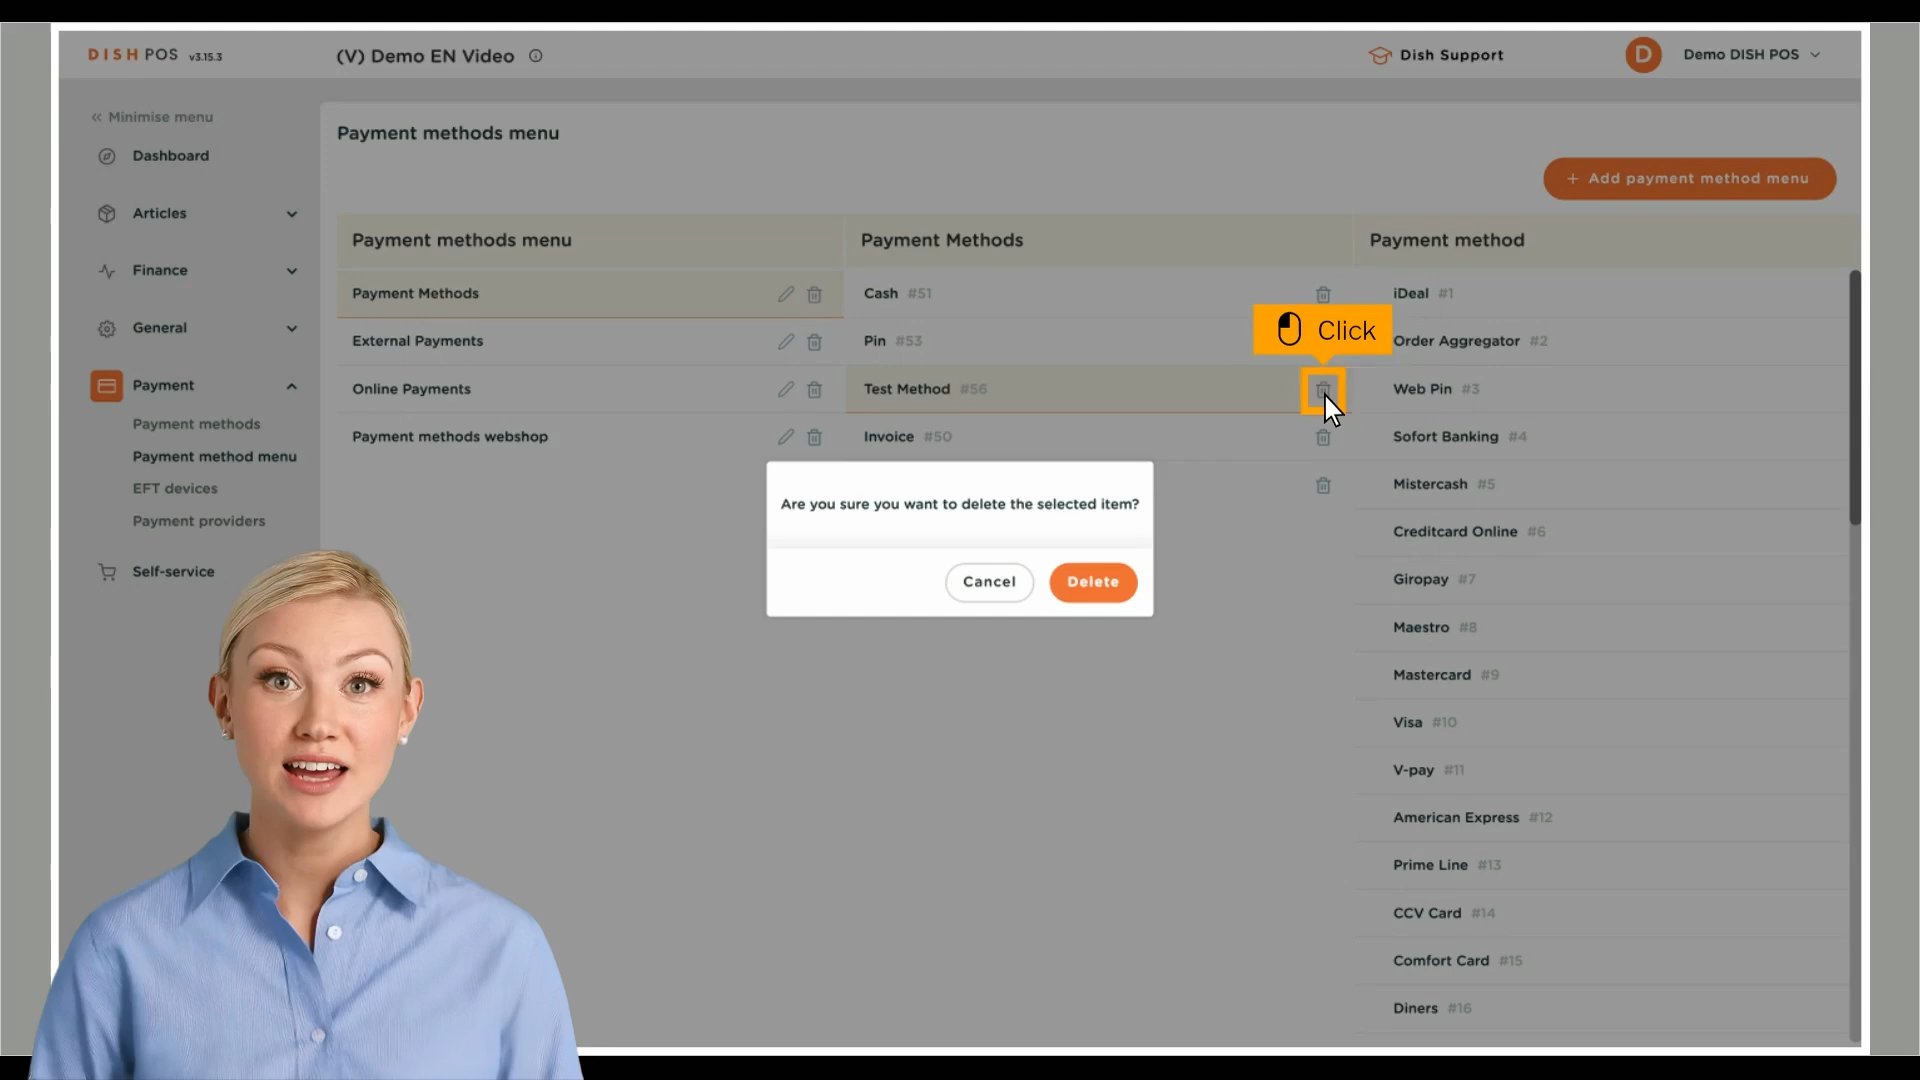 DISH POS v3.15.3
(V) Demo EN Video
Dish Support
D
Demo DISH POS
Minimise menu
Dashboard
Articles
Finance
General
Payment
Payment methods
Payment method menu
EFT devices
Payment providers
Self-service
Payment methods menu
+ Add payment method menu
Payment methods menu
Payment Methods
External Payments
Online Payments
Payment methods webshop
Payment Methods
Cash #51
Pin #53
Test Method #56
Invoice #50
Click
Payment method
iDeal #1
Order Aggregator #2
Web Pin #3
Sofort Banking #4
Mistercash #5
Creditcard Online #6
Giropay #7
Maestro #8
Mastercard #9
Visa #10
V-pay #11
American Express #12
Prime Line #13
CCV Card #14
Comfort Card #15
Diners #16
Are you sure you want to delete the selected item?
Cancel
Delete